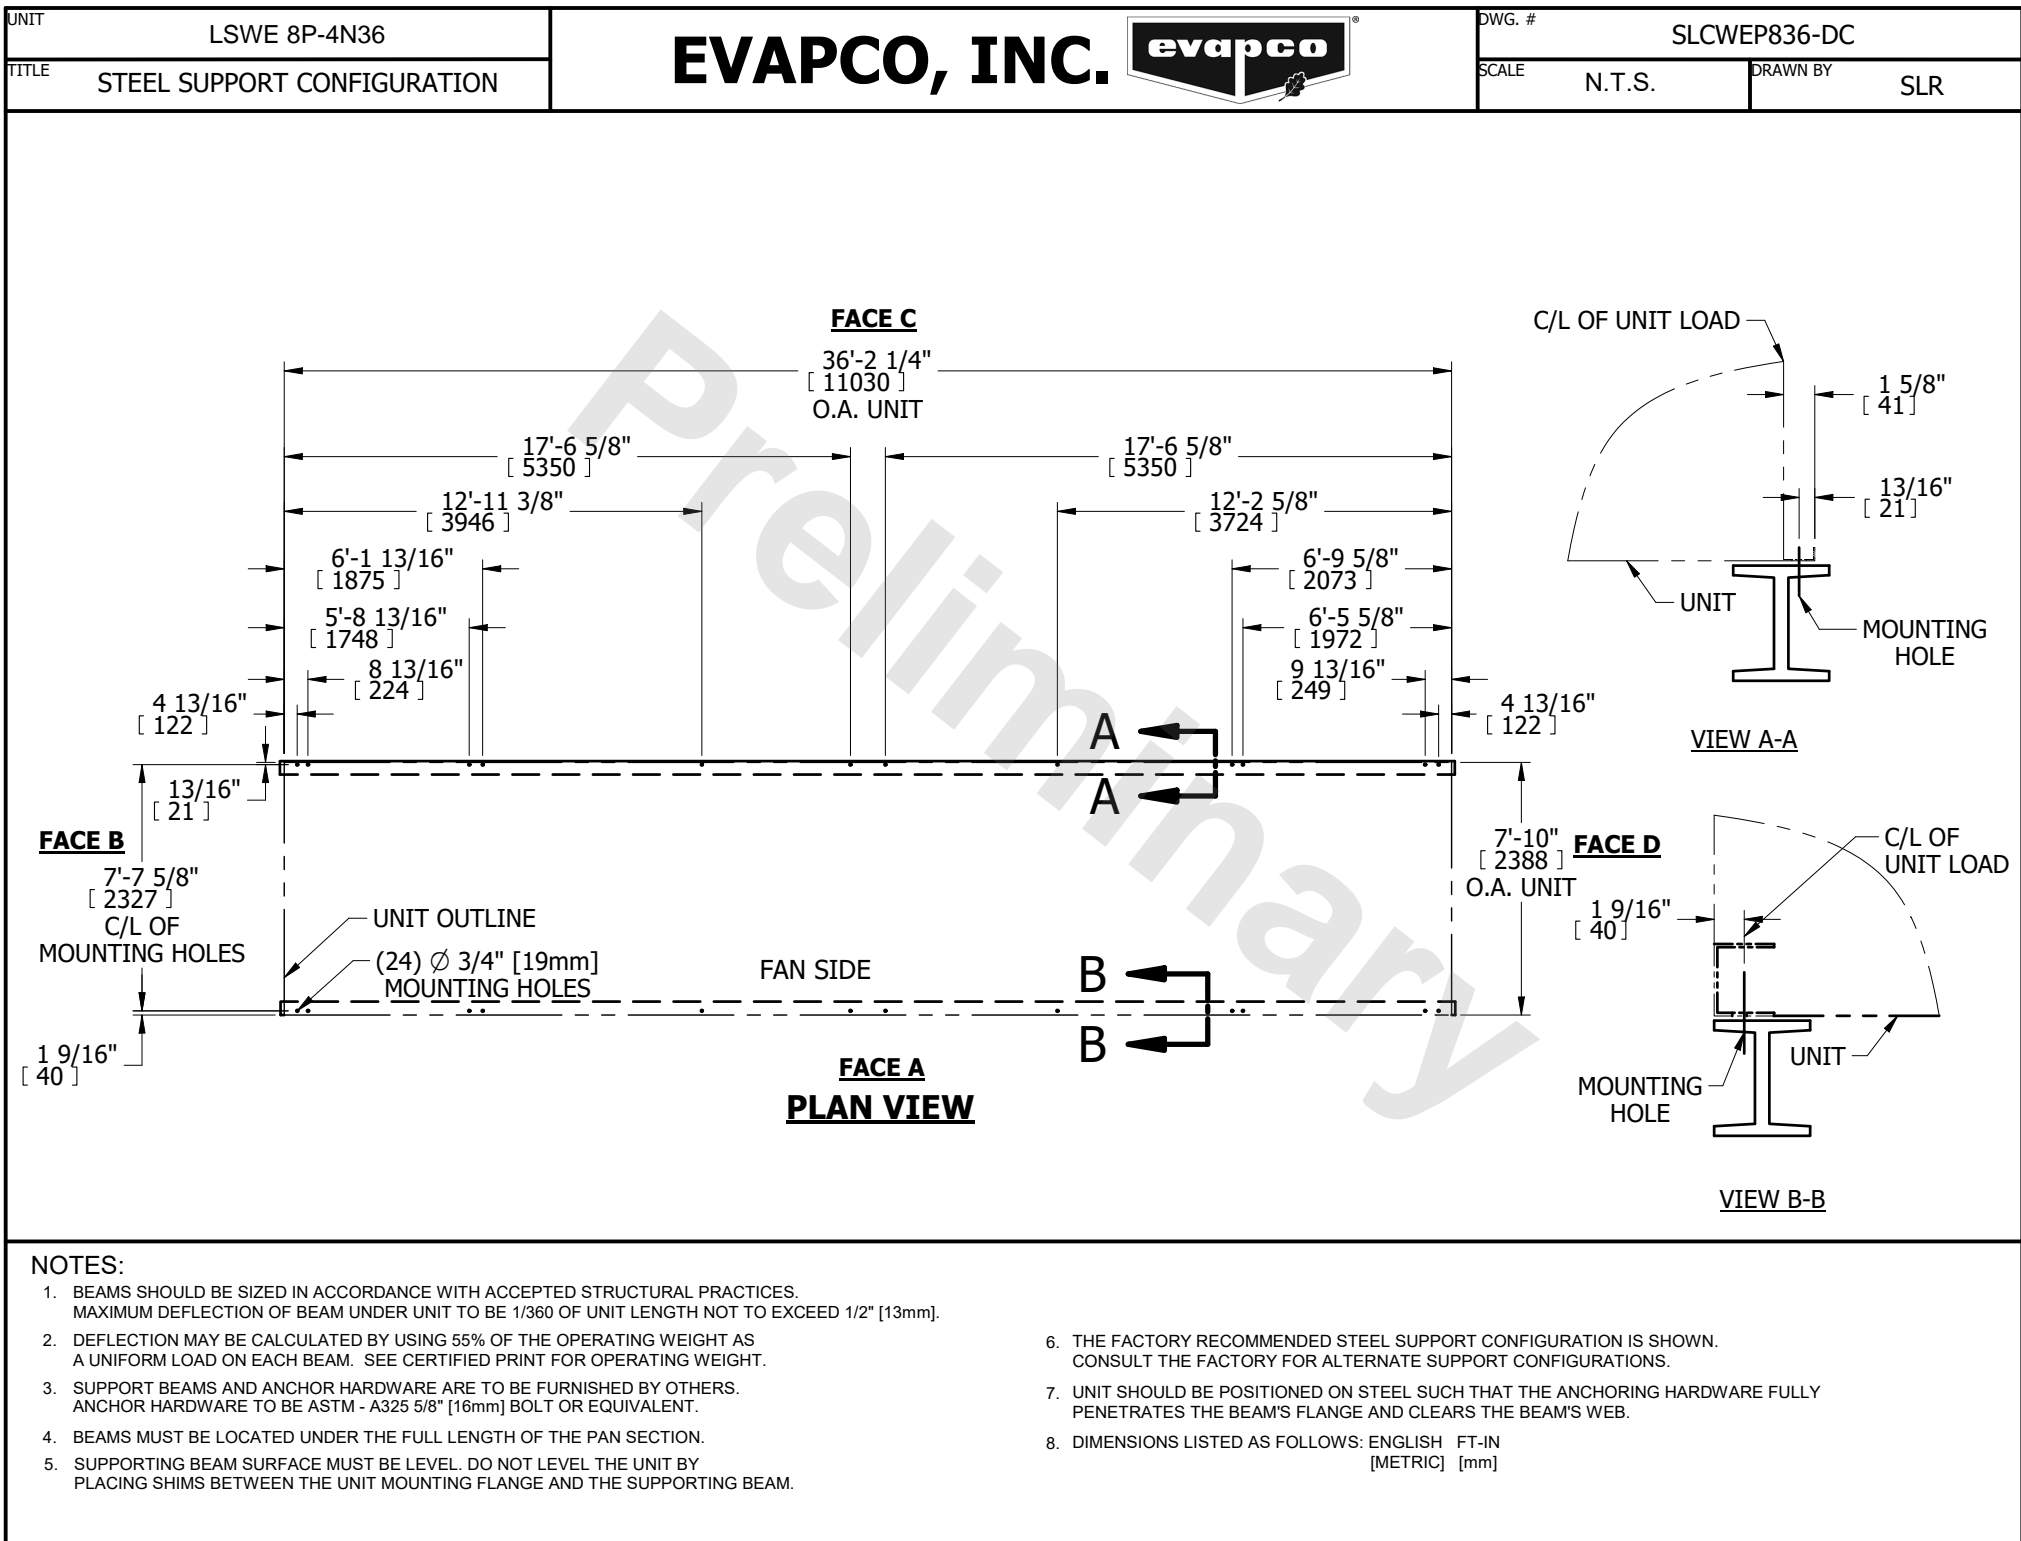 UNIT
LSWE 8P-4N36
TITLE
STEEL SUPPORT CONFIGURATION
EVAPCO, INC.
evapco
®
DWG. #
SLCWEP836-DC
SCALE
N.T.S.
DRAWN BY
SLR
Preliminary
FACE C
36'-2 1/4"
[ 11030 ]
O.A. UNIT
17'-6 5/8"
[ 5350 ]
17'-6 5/8"
[ 5350 ]
12'-11 3/8"
[ 3946 ]
12'-2 5/8"
[ 3724 ]
6'-1 13/16"
[ 1875 ]
6'-9 5/8"
[ 2073 ]
5'-8 13/16"
[ 1748 ]
6'-5 5/8"
[ 1972 ]
8 13/16"
[ 224 ]
9 13/16"
[ 249 ]
4 13/16"
[ 122 ]
4 13/16"
[ 122 ]
A
A
13/16"
[ 21 ]
FACE B
7'-7 5/8"
[ 2327 ]
C/L OF
MOUNTING HOLES
7'-10"
[ 2388 ]
O.A. UNIT
FACE D
UNIT OUTLINE
(24) Ø 3/4" [19mm]
MOUNTING HOLES
FAN SIDE
B
B
1 9/16"
[ 40 ]
FACE A
PLAN VIEW
C/L OF UNIT LOAD
1 5/8"
[ 41 ]
13/16"
[ 21 ]
UNIT
MOUNTING
HOLE
VIEW A-A
C/L OF
UNIT LOAD
1 9/16"
[ 40 ]
UNIT
MOUNTING
HOLE
VIEW B-B
NOTES:
1. BEAMS SHOULD BE SIZED IN ACCORDANCE WITH ACCEPTED STRUCTURAL PRACTICES.
MAXIMUM DEFLECTION OF BEAM UNDER UNIT TO BE 1/360 OF UNIT LENGTH NOT TO EXCEED 1/2" [13mm].
2. DEFLECTION MAY BE CALCULATED BY USING 55% OF THE OPERATING WEIGHT AS
A UNIFORM LOAD ON EACH BEAM. SEE CERTIFIED PRINT FOR OPERATING WEIGHT.
3. SUPPORT BEAMS AND ANCHOR HARDWARE ARE TO BE FURNISHED BY OTHERS.
ANCHOR HARDWARE TO BE ASTM - A325 5/8" [16mm] BOLT OR EQUIVALENT.
4. BEAMS MUST BE LOCATED UNDER THE FULL LENGTH OF THE PAN SECTION.
5. SUPPORTING BEAM SURFACE MUST BE LEVEL. DO NOT LEVEL THE UNIT BY
PLACING SHIMS BETWEEN THE UNIT MOUNTING FLANGE AND THE SUPPORTING BEAM.
6. THE FACTORY RECOMMENDED STEEL SUPPORT CONFIGURATION IS SHOWN.
CONSULT THE FACTORY FOR ALTERNATE SUPPORT CONFIGURATIONS.
7. UNIT SHOULD BE POSITIONED ON STEEL SUCH THAT THE ANCHORING HARDWARE FULLY
PENETRATES THE BEAM'S FLANGE AND CLEARS THE BEAM'S WEB.
8. DIMENSIONS LISTED AS FOLLOWS: ENGLISH FT-IN
[METRIC] [mm]